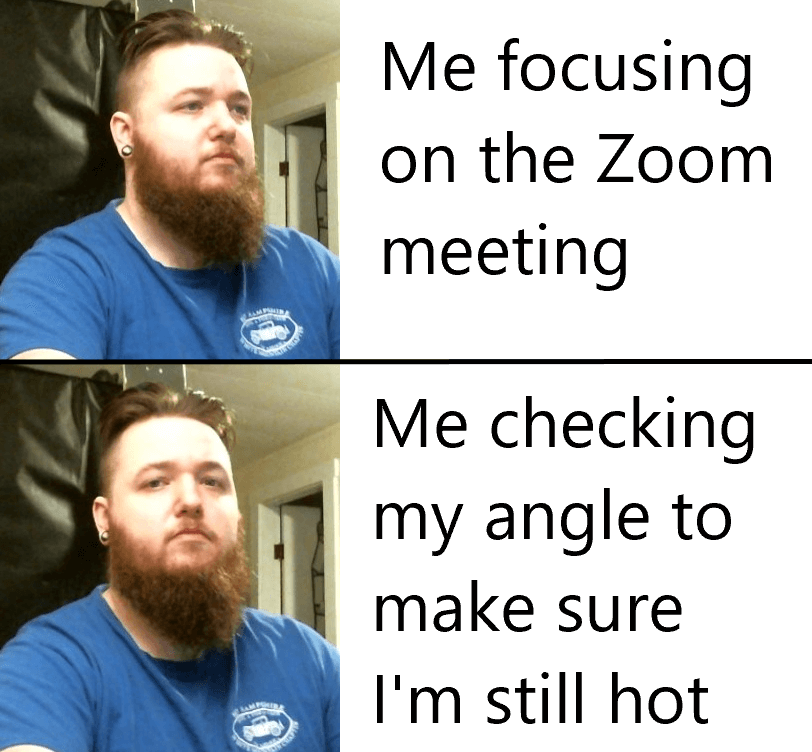 Me focusing
on the Zoom
meeting
Me checking
my angle to
make sure
I'm still hot